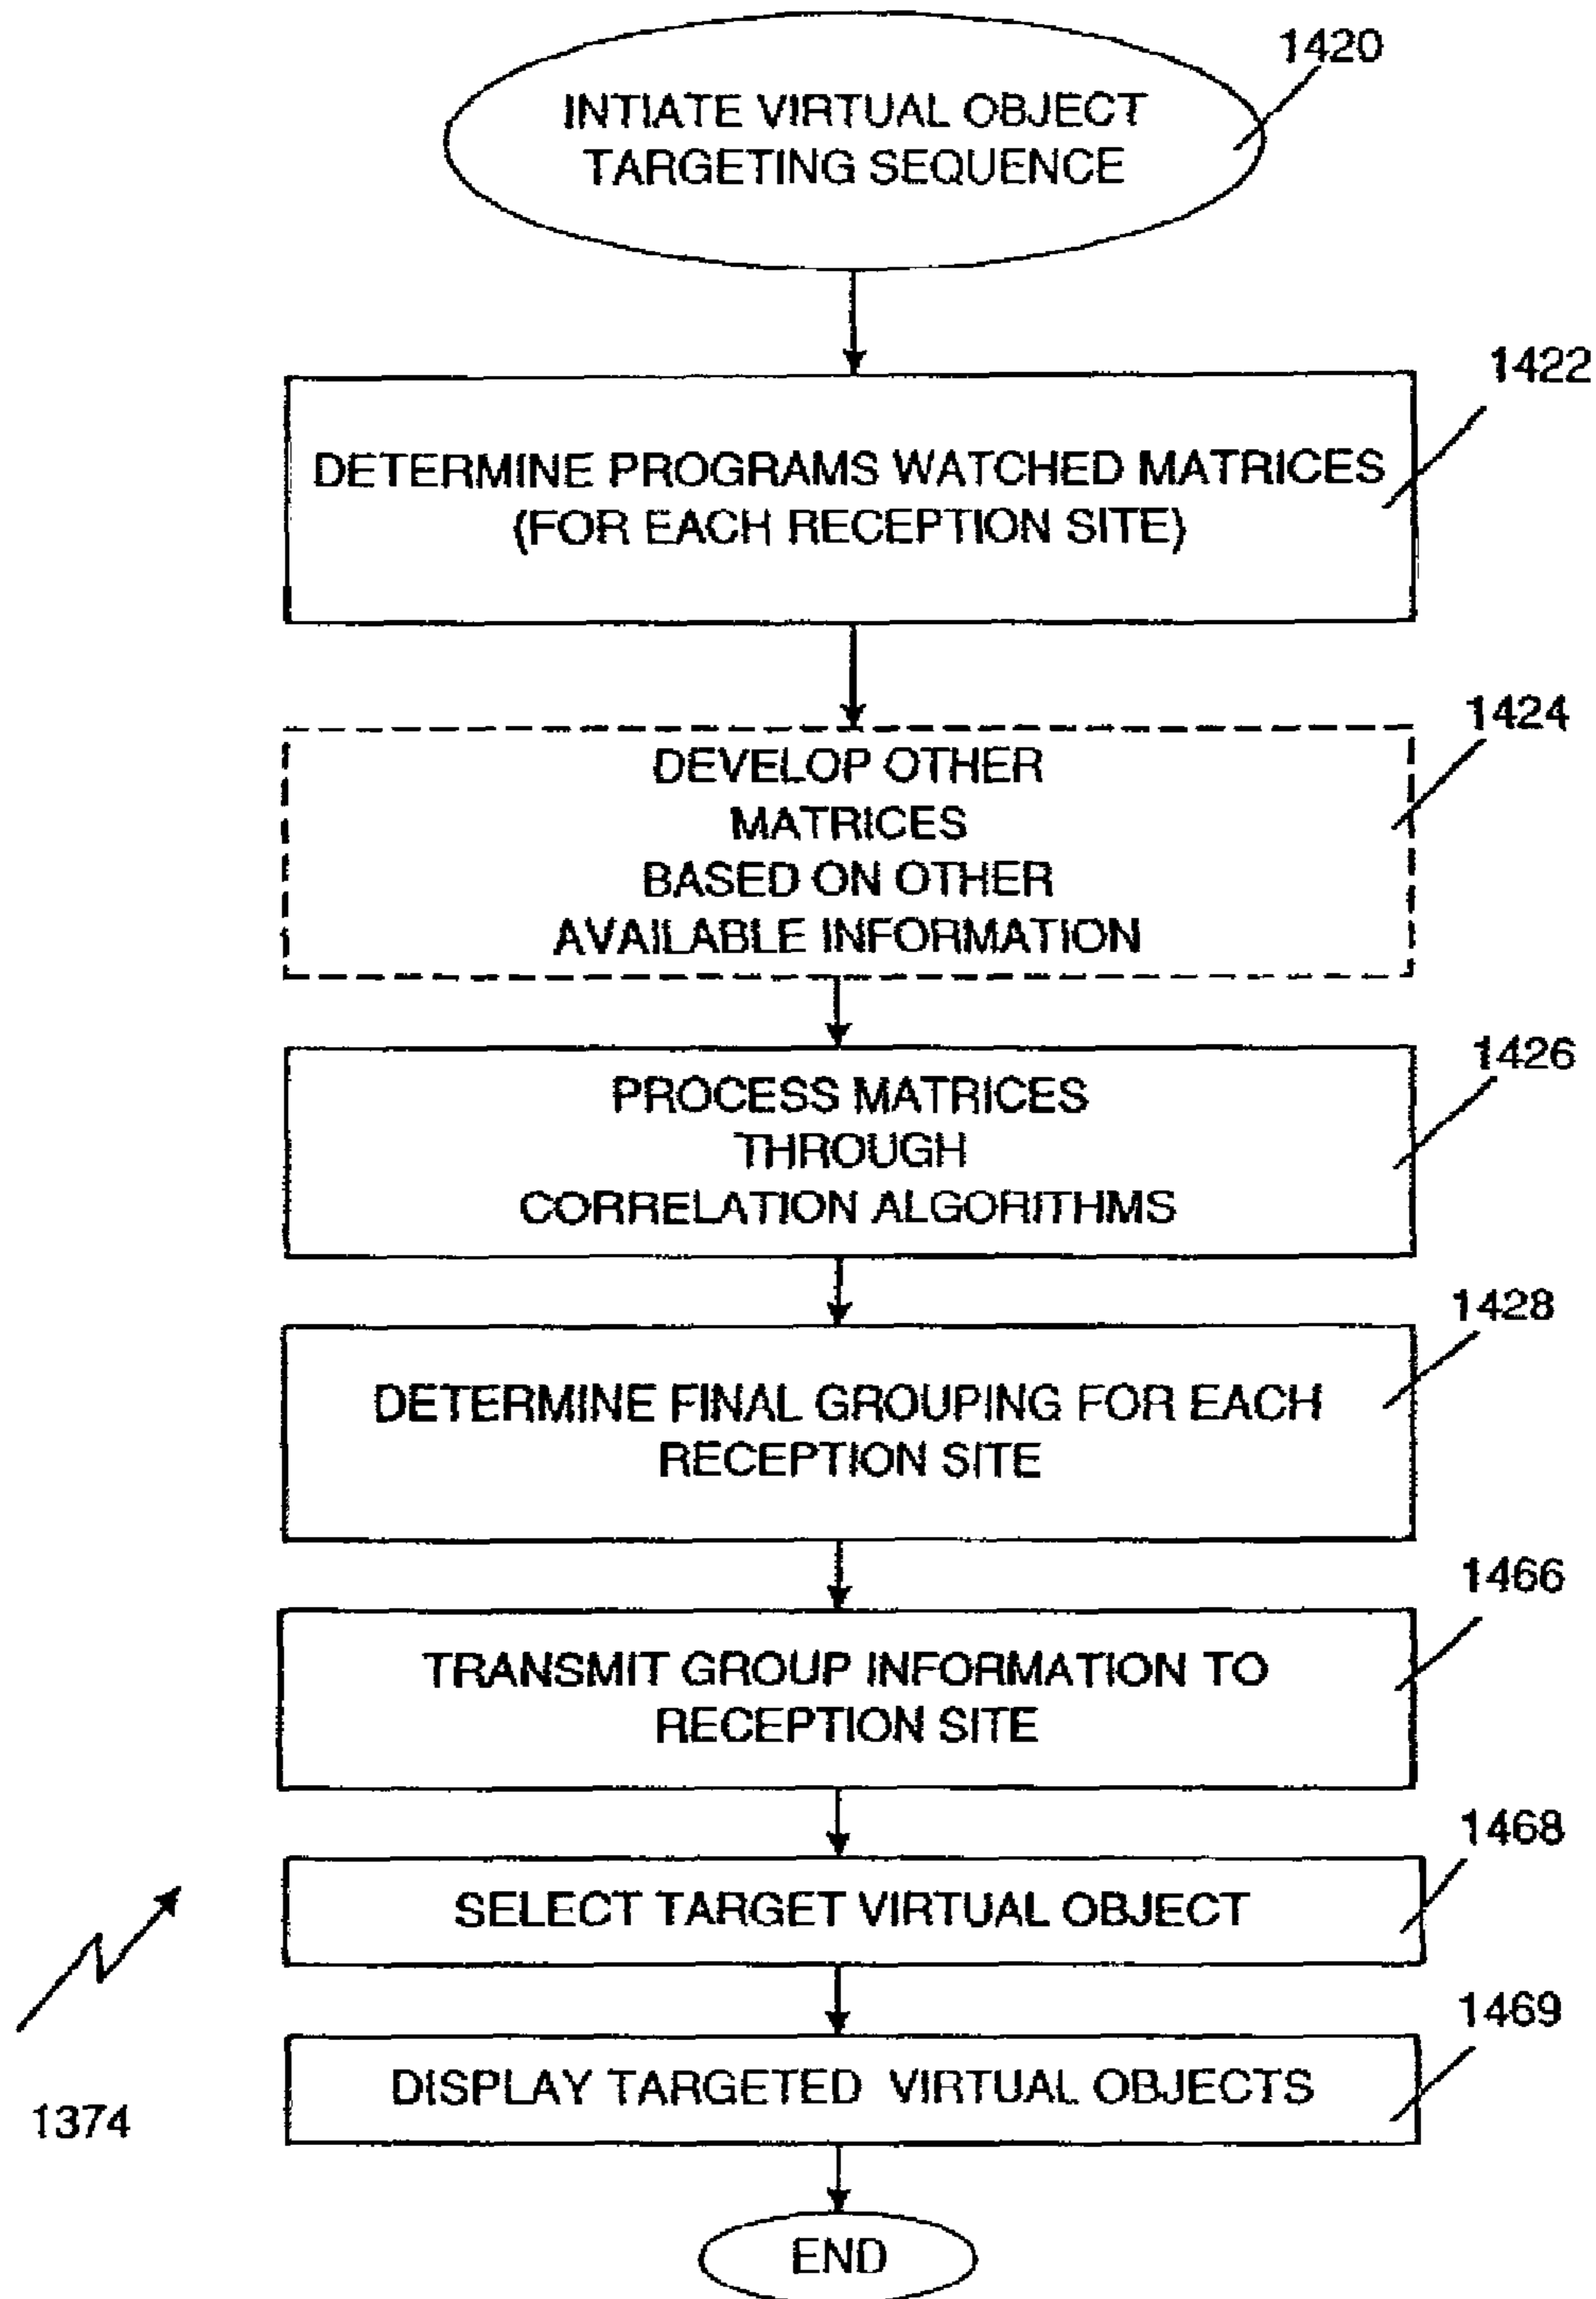 1420
INTIATE VIRTUAL OBJECT
TARGETING SEQUENCE
1422
DETERMINE PROGRAMS WATCHED MATRICES
(FOR EACH RECEPTION SITE)
1424
DEVELOP OTHER
MATRICES
BASED ON OTHER
AVAILABLE INFORMATION
1426
PROCESS MATRICES
THROUGH
CORRELATION ALGORITHMS
1428
DETERMINE FINAL GROUPING FOR EACH
RECEPTION SITE
1466
TRANSMIT GROUP INFORMATION TO
RECEPTION SITE
1468
SELECT TARGET VIRTUAL OBJECT
1469
DISPLAY TARGETED VIRTUAL OBJECTS
1374
END